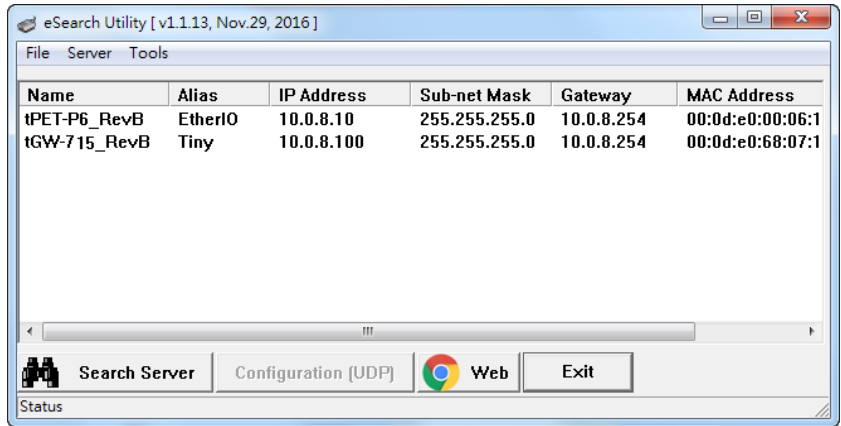 eSearch Utility [ v1.1.13, Nov.29, 2016 ]
File Server Tools
Name Alias IP Address Sub-net Mask Gateway MAC Address
tPET-P6_RevB EtherIO 10.0.8.10 255.255.255.0 10.0.8.254 00:0d:e0:00:06:1
tGW-715_RevB Tiny 10.0.8.100 255.255.255.0 10.0.8.254 00:0d:e0:68:07:1
Search Server Configuration (UDP) Web Exit
Status